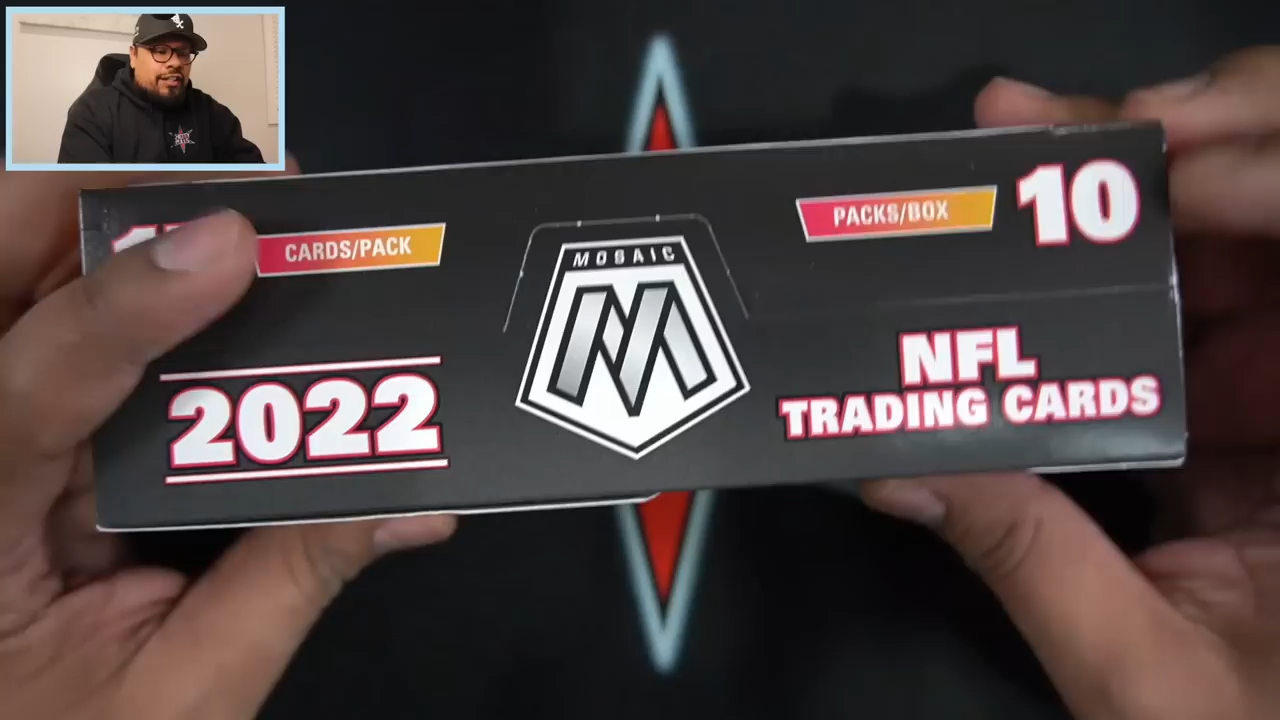 CARDS/PACK
PACKS/BOX 10
MOSAIC
M
2022
NFL
TRADING CARDS